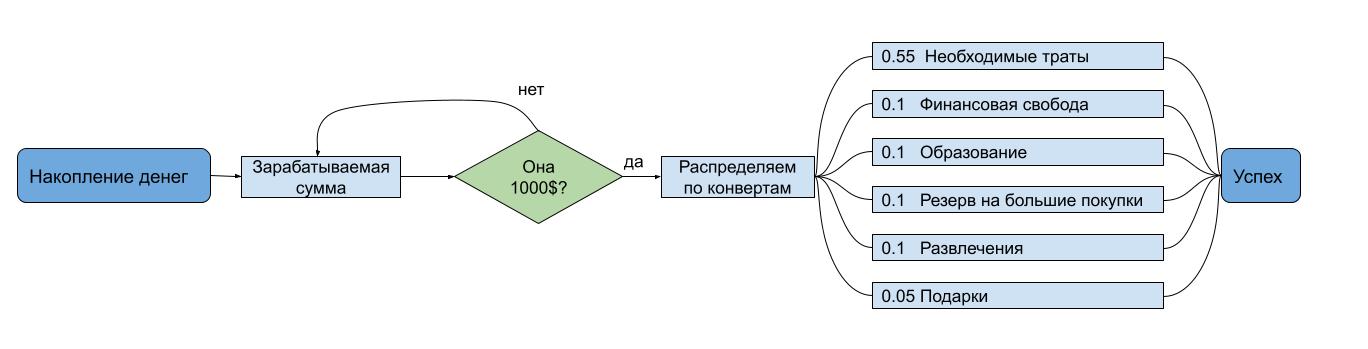 Накопление денег
Зарабатываемая
сумма
нет
Она
1000$?
да
Распределяем
по конвертам
0.55 Необходимые траты
0.1 Финансовая свобода
0.1 Образование
0.1 Резерв на большие покупки
0.1 Развлечения
0.05 Подарки
Успех